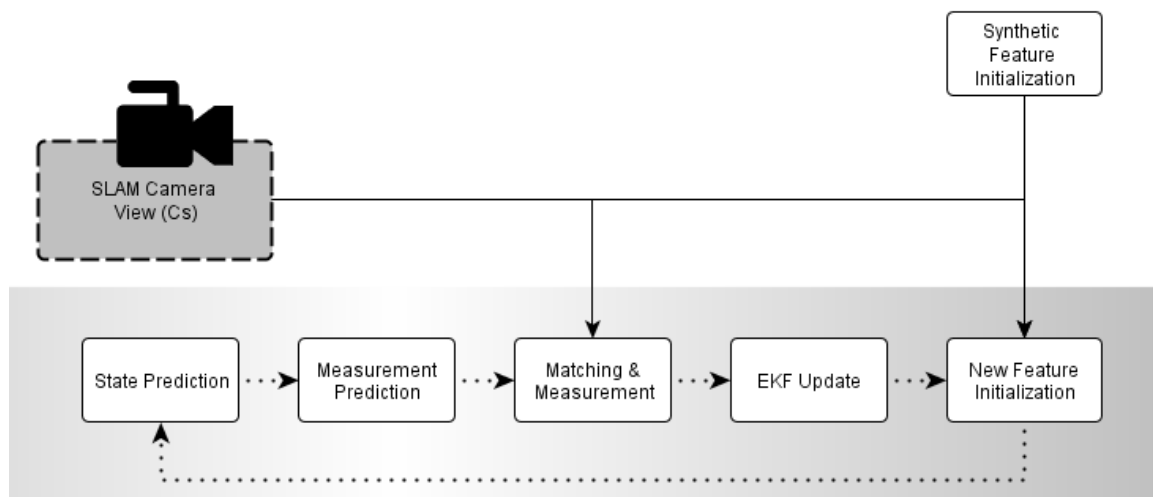 Synthetic
Feature
Initialization
SLAM Camera
View (Cs)
State Prediction
Measurement
Prediction
Matching &
Measurement
EKF Update
New Feature
Initialization